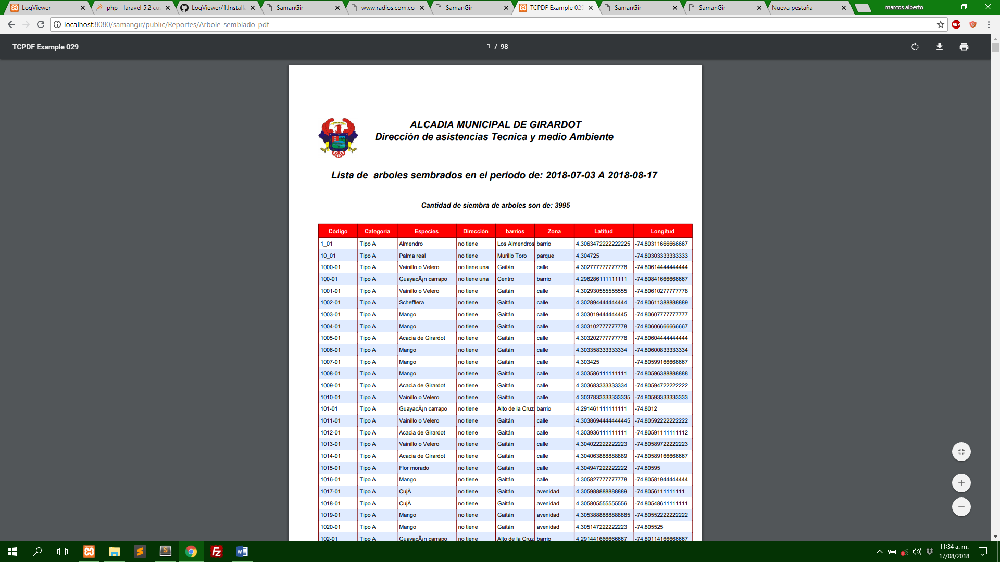 LogViewer
php - laravel 5.2 cus
LogViewer/1.Installa
SamanGir
www.radios.com.co
SamanGir
TCPDF Example 029
SamanGir
SamanGir
Nueva pestaña
marcos alberto
localhost:8080/samangir/public/Reportes/Arbole_semblado_pdf
ABP
TCPDF Example 029
1 / 98
ALCADIA MUNICIPAL DE GIRARDOT
Dirección de asistencias Tecnica y medio Ambiente
Lista de arboles sembrados en el periodo de: 2018-07-03 A 2018-08-17
Cantidad de siembra de arboles son de: 3995
Código Categoría Especies Dirección barrios Zona Latitud Longitud
1_01 Tipo A Almendro no tiene Los Almendros barrio 4.3063472222222225 -74.80311666666667
10_01 Tipo A Palma real no tiene Murillo Toro parque 4.304725 -74.80303333333333
1000-01 Tipo A Vainillo o Velero no tiene una Gaitán calle 4.302777777777778 -74.80614444444444
100-01 Tipo A GuayacÃ¡n carrapo no tiene una Centro barrio 4.296286111111111 -74.80841666666667
1001-01 Tipo A Vainillo o Velero no tiene Gaitán calle 4.302930555555555 -74.80610277777778
1002-01 Tipo A Schefflera no tiene Gaitán calle 4.302894444444444 -74.80611388888889
1003-01 Tipo A Mango no tiene Gaitán calle 4.303019444444445 -74.80607777777777
1004-01 Tipo A Mango no tiene Gaitán calle 4.303102777777778 -74.80606666666667
1005-01 Tipo A Acacia de Girardot no tiene Gaitán calle 4.303202777777778 -74.80604444444444
1006-01 Tipo A Mango no tiene Gaitán calle 4.303358333333334 -74.80600833333334
1007-01 Tipo A Mango no tiene Gaitán calle 4.303425 -74.80599166666667
1008-01 Tipo A Mango no tiene Gaitán calle 4.303586111111111 -74.80596388888888
1009-01 Tipo A Acacia de Girardot no tiene Gaitán calle 4.303683333333334 -74.80594722222222
1010-01 Tipo A Vainillo o Velero no tiene Gaitán calle 4.3037833333333335 -74.80593333333333
101-01 Tipo A GuayacÃ¡n carrapo no tiene Alto de la Cruz barrio 4.291461111111111 -74.8012
1011-01 Tipo A Vainillo o Velero no tiene Gaitán calle 4.3038694444444445 -74.80592222222222
1012-01 Tipo A Acacia de Girardot no tiene Gaitán calle 4.303936111111111 -74.80591111111112
1013-01 Tipo A Vainillo o Velero no tiene Gaitán calle 4.304022222222223 -74.80589722222223
1014-01 Tipo A Acacia de Girardot no tiene Gaitán calle 4.304063888888889 -74.80589166666667
1015-01 Tipo A Flor morado no tiene Gaitán calle 4.304947222222222 -74.80595
1016-01 Tipo A Mango no tiene Gaitán calle 4.305827777777778 -74.80581944444444
1017-01 Tipo A CujÃ no tiene Gaitán avenidad 4.305988888888889 -74.8056111111111
1018-01 Tipo A CujÃ no tiene Gaitán avenidad 4.305805555555556 -74.80548611111111
1019-01 Tipo A Mango no tiene Gaitán avenidad 4.3053888888888885 -74.80552222222222
1020-01 Tipo A Mango no tiene Gaitán avenidad 4.305147222222223 -74.805525
102-01 Tipo A GuayacÃ¡n carrapo no tiene Alto de la Cruz barrio 4.291441666666667 -74.80114166666667
11:34 a. m.
17/08/2018